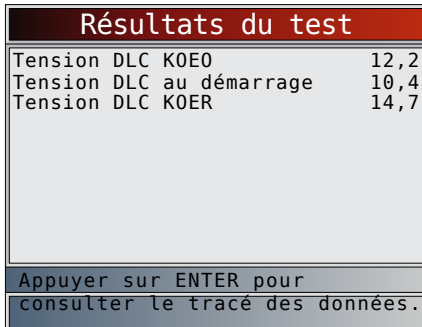 Résultats du test
Tension DLC KOEO 12,2
Tension DLC au démarrage 10,4
Tension DLC KOER 14,7
Appuyer sur ENTER pour
consulter le tracé des données.